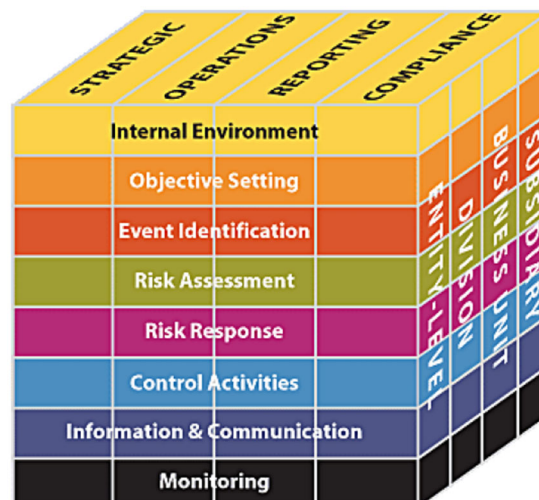 STRATEGIC
OPERATIONS
REPORTING
COMPLIANCE
Internal Environment
Objective Setting
Event Identification
Risk Assessment
Risk Response
Control Activities
Information & Communication
Monitoring
ENTITY-LEVEL
DIVISION
BUSINESS UNIT
SUBSIDIARY